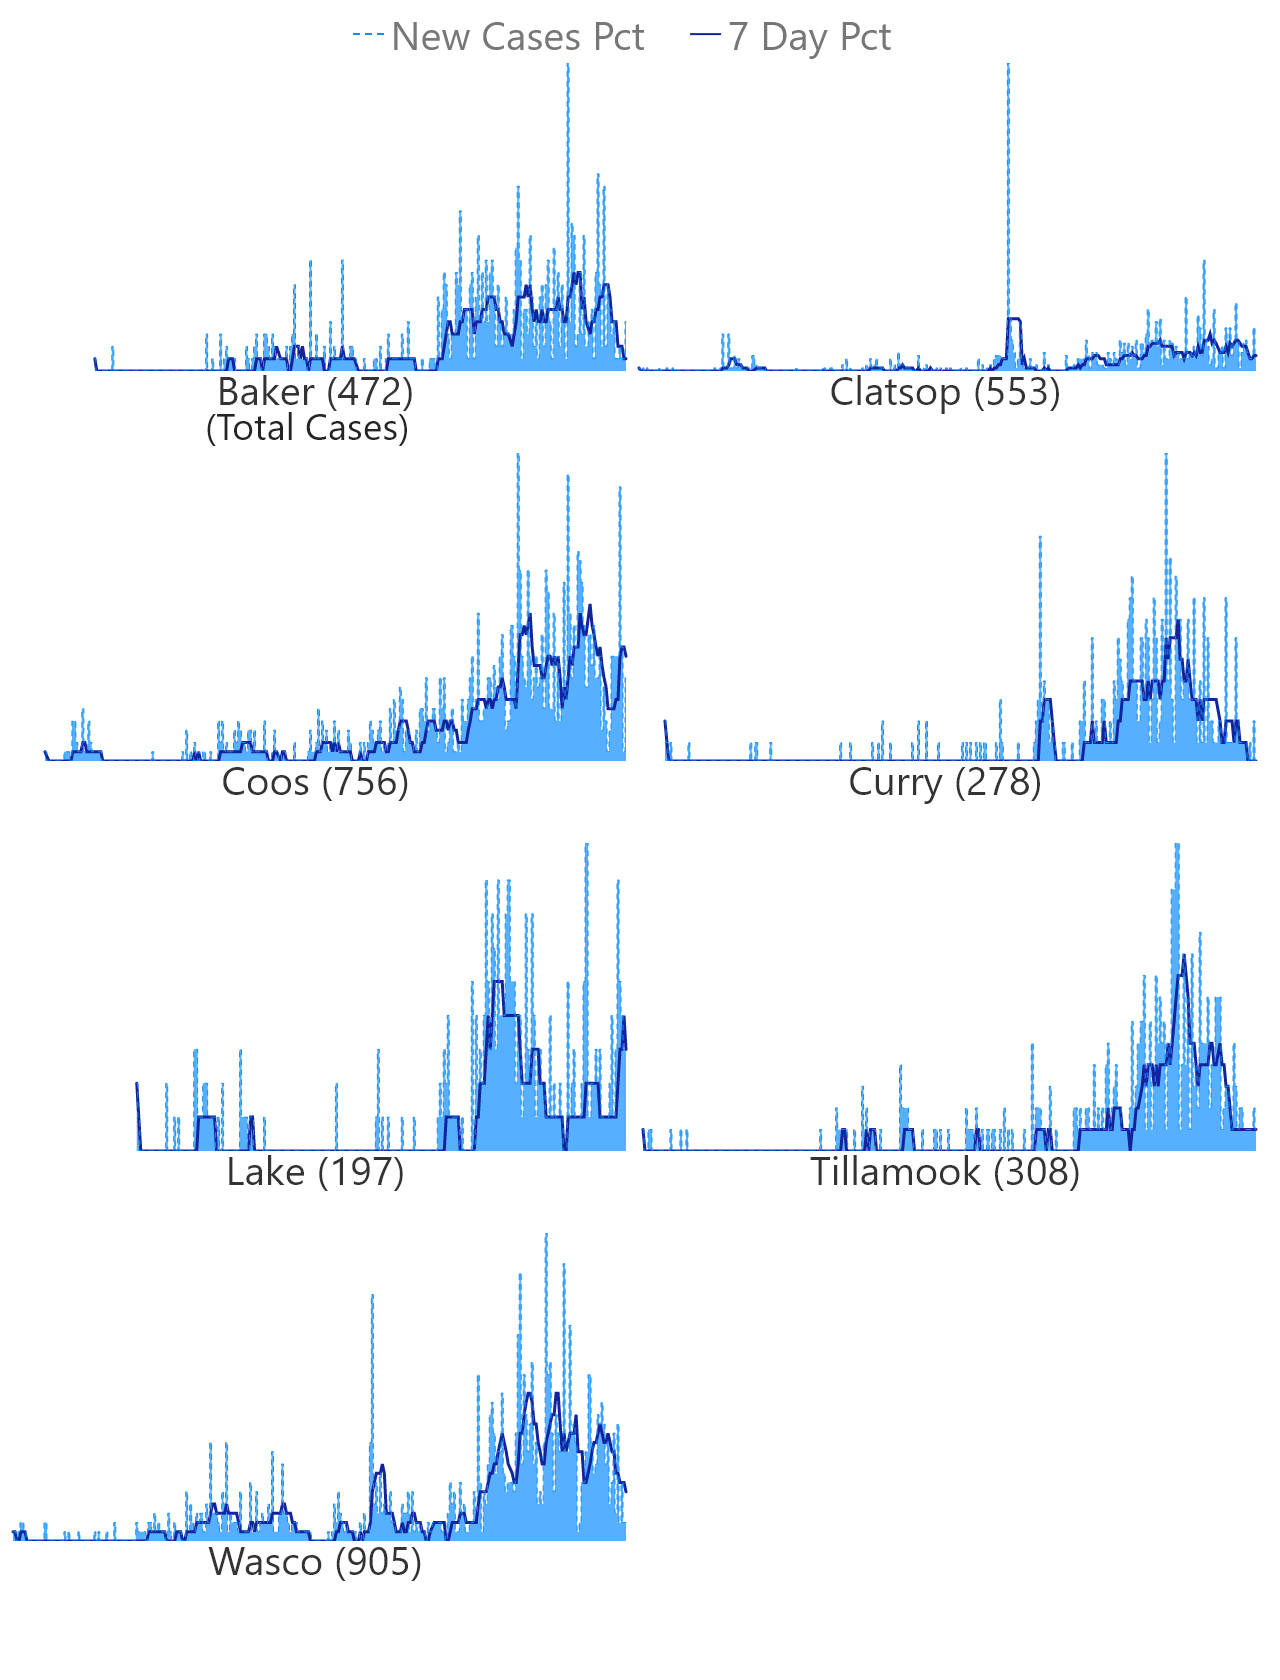 New Cases Pct 7 Day Pct
Baker (472) Clatsop (553)
(Total Cases)
Coos (756) Curry (278)
Lake (197) Tillamook (308)
Wasco (905)